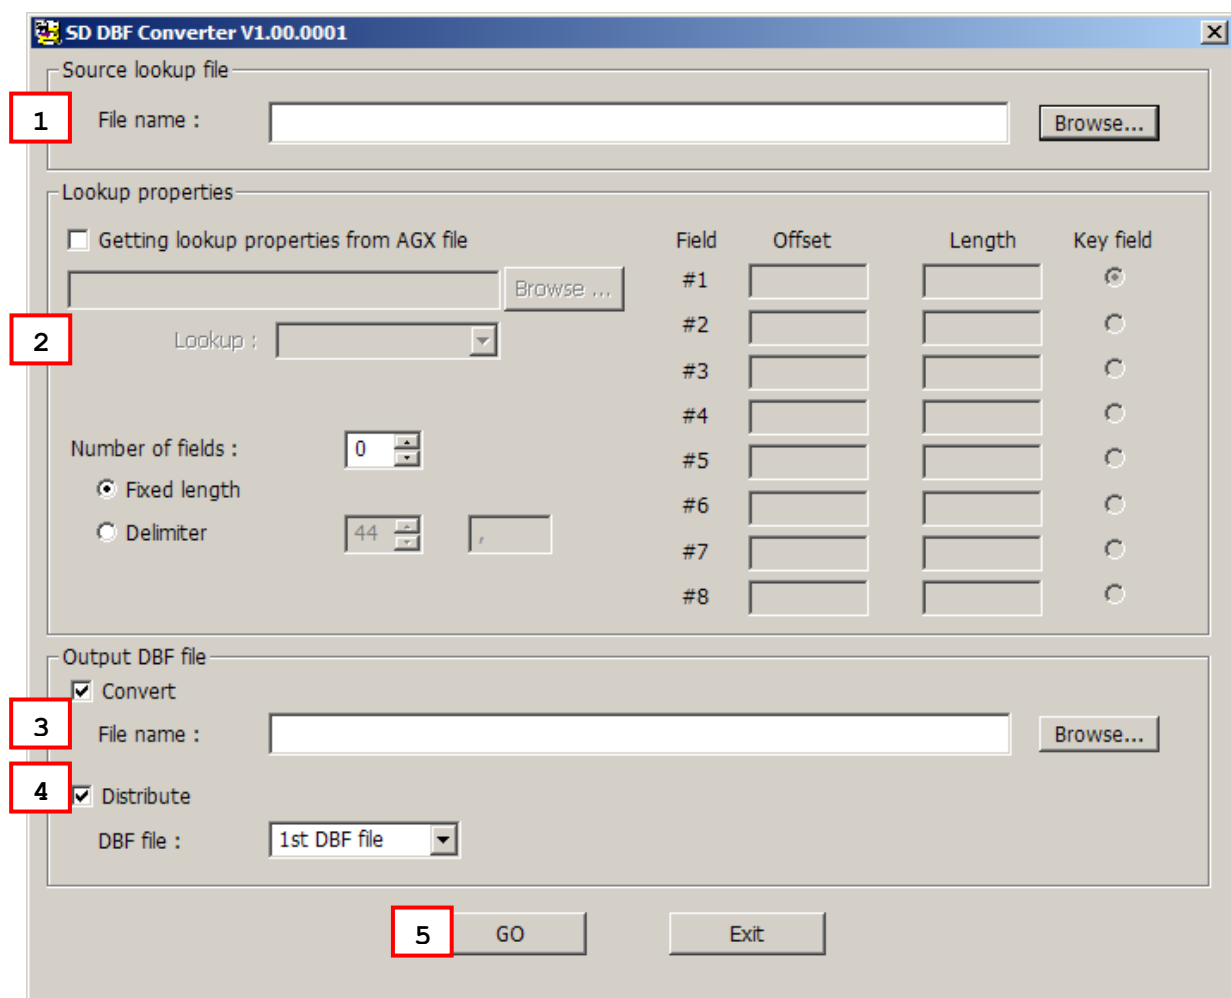 SD DBF Converter V1.00.0001
Source lookup file
1 File name : Browse...
Lookup properties
Getting lookup properties from AGX file Field Offset Length Key field
Browse ... #1
2 Lookup : #2
#3
#4
Number of fields : 0 #5
Fixed length #6
Delimiter 44 , #7
#8
Output DBF file
Convert
3 File name : Browse...
4 Distribute
DBF file : 1st DBF file
5 GO Exit